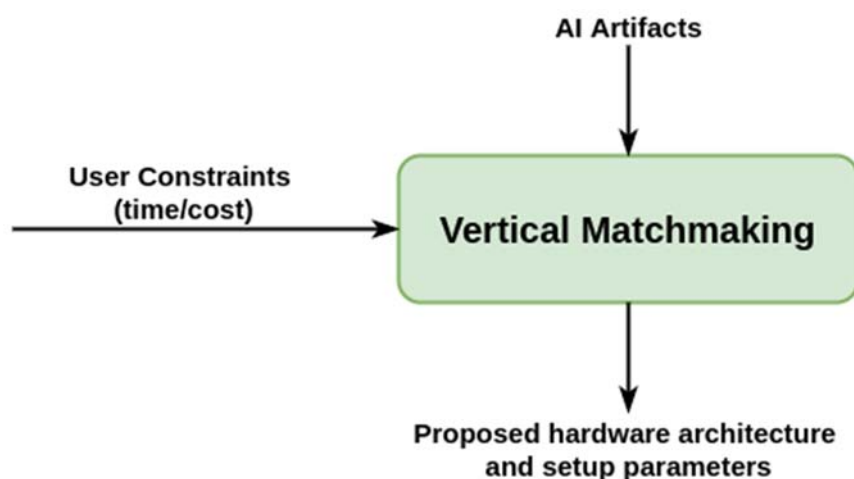 AI Artifacts
User Constraints
(time/cost)
Vertical Matchmaking
Proposed hardware architecture
and setup parameters